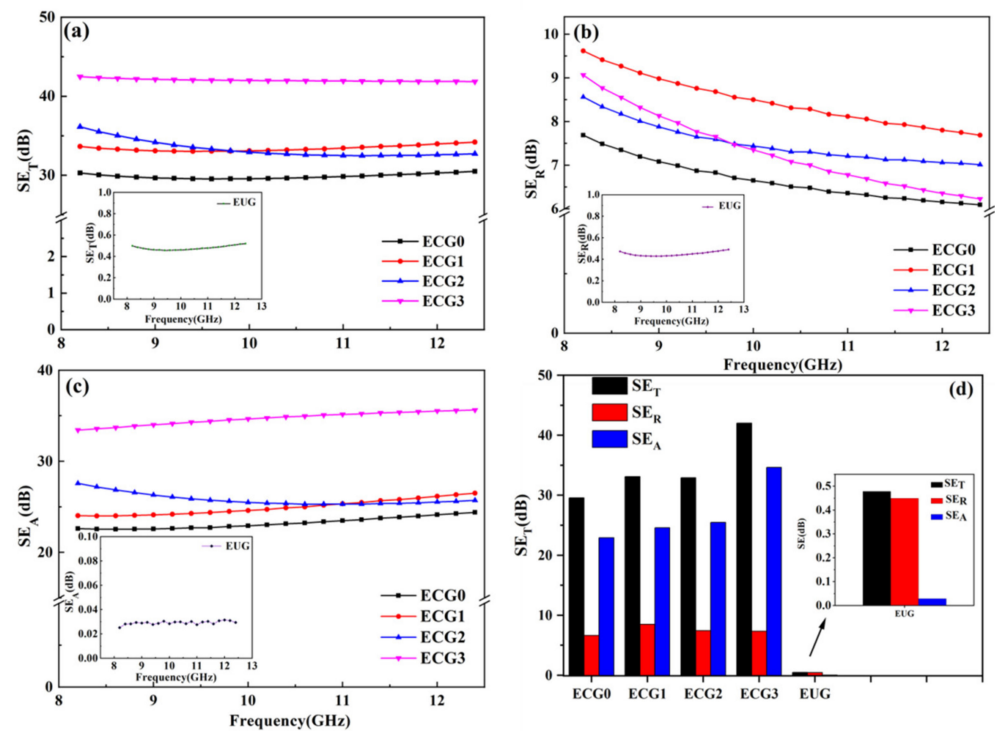 (a)
50
40
30
2
1
0
SET(dB)
8
9
10
11
12
Frequency(GHz)
ECG0
ECG1
ECG2
ECG3
1.0
0.8
0.6
0.4
0.2
0.0
SET(dB)
EUG
8 9 10 11 12 13
Frequency(GHz)
(b)
10
9
8
7
6
0
SER(dB)
8
9
10
11
12
Frequency(GHz)
ECG0
ECG1
ECG2
ECG3
1.0
0.8
0.6
0.4
0.2
0.0
SER(dB)
EUG
8 9 10 11 12 13
Frequency(GHz)
(c)
40
30
20
0
SEA(dB)
8
9
10
11
12
Frequency(GHz)
ECG0
ECG1
ECG2
ECG3
0.10
0.08
0.06
0.04
0.02
0.00
SEA(dB)
EUG
8 9 10 11 12 13
Frequency(GHz)
(d)
50
40
30
20
10
0
SET(dB)
SET
SER
SEA
ECG0 ECG1 ECG2 ECG3 EUG
0.5
0.4
0.3
0.2
0.1
0.0
SE(dB)
SET
SER
SEA
EUG